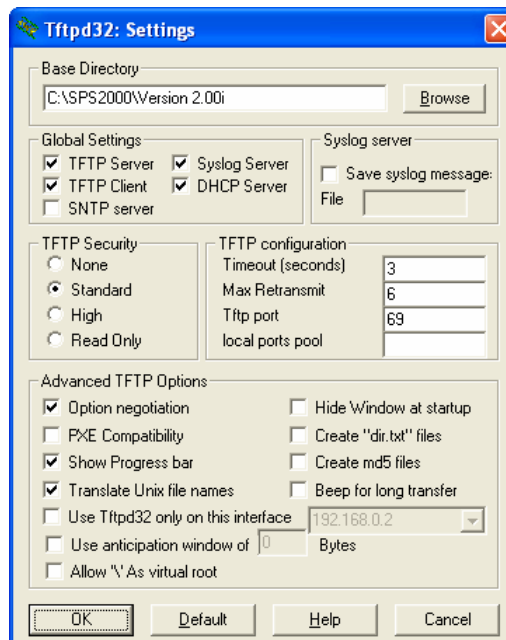 Tftpd32: Settings
Base Directory
C:\SPS2000\Version 2.00i
Browse
Global Settings
TFTP Server
Syslog Server
TFTP Client
DHCP Server
SNTP server
Syslog server
Save syslog message:
File
TFTP Security
None
Standard
High
Read Only
TFTP configuration
Timeout (seconds) 3
Max Retransmit 6
Tftp port 69
local ports pool
Advanced TFTP Options
Option negotiation
Hide Window at startup
PXE Compatibility
Create "dir.txt" files
Show Progress bar
Create md5 files
Translate Unix file names
Beep for long transfer
Use Tftpd32 only on this interface 192.168.0.2
Use anticipation window of 0 Bytes
Allow '\' As virtual root
OK
Default
Help
Cancel